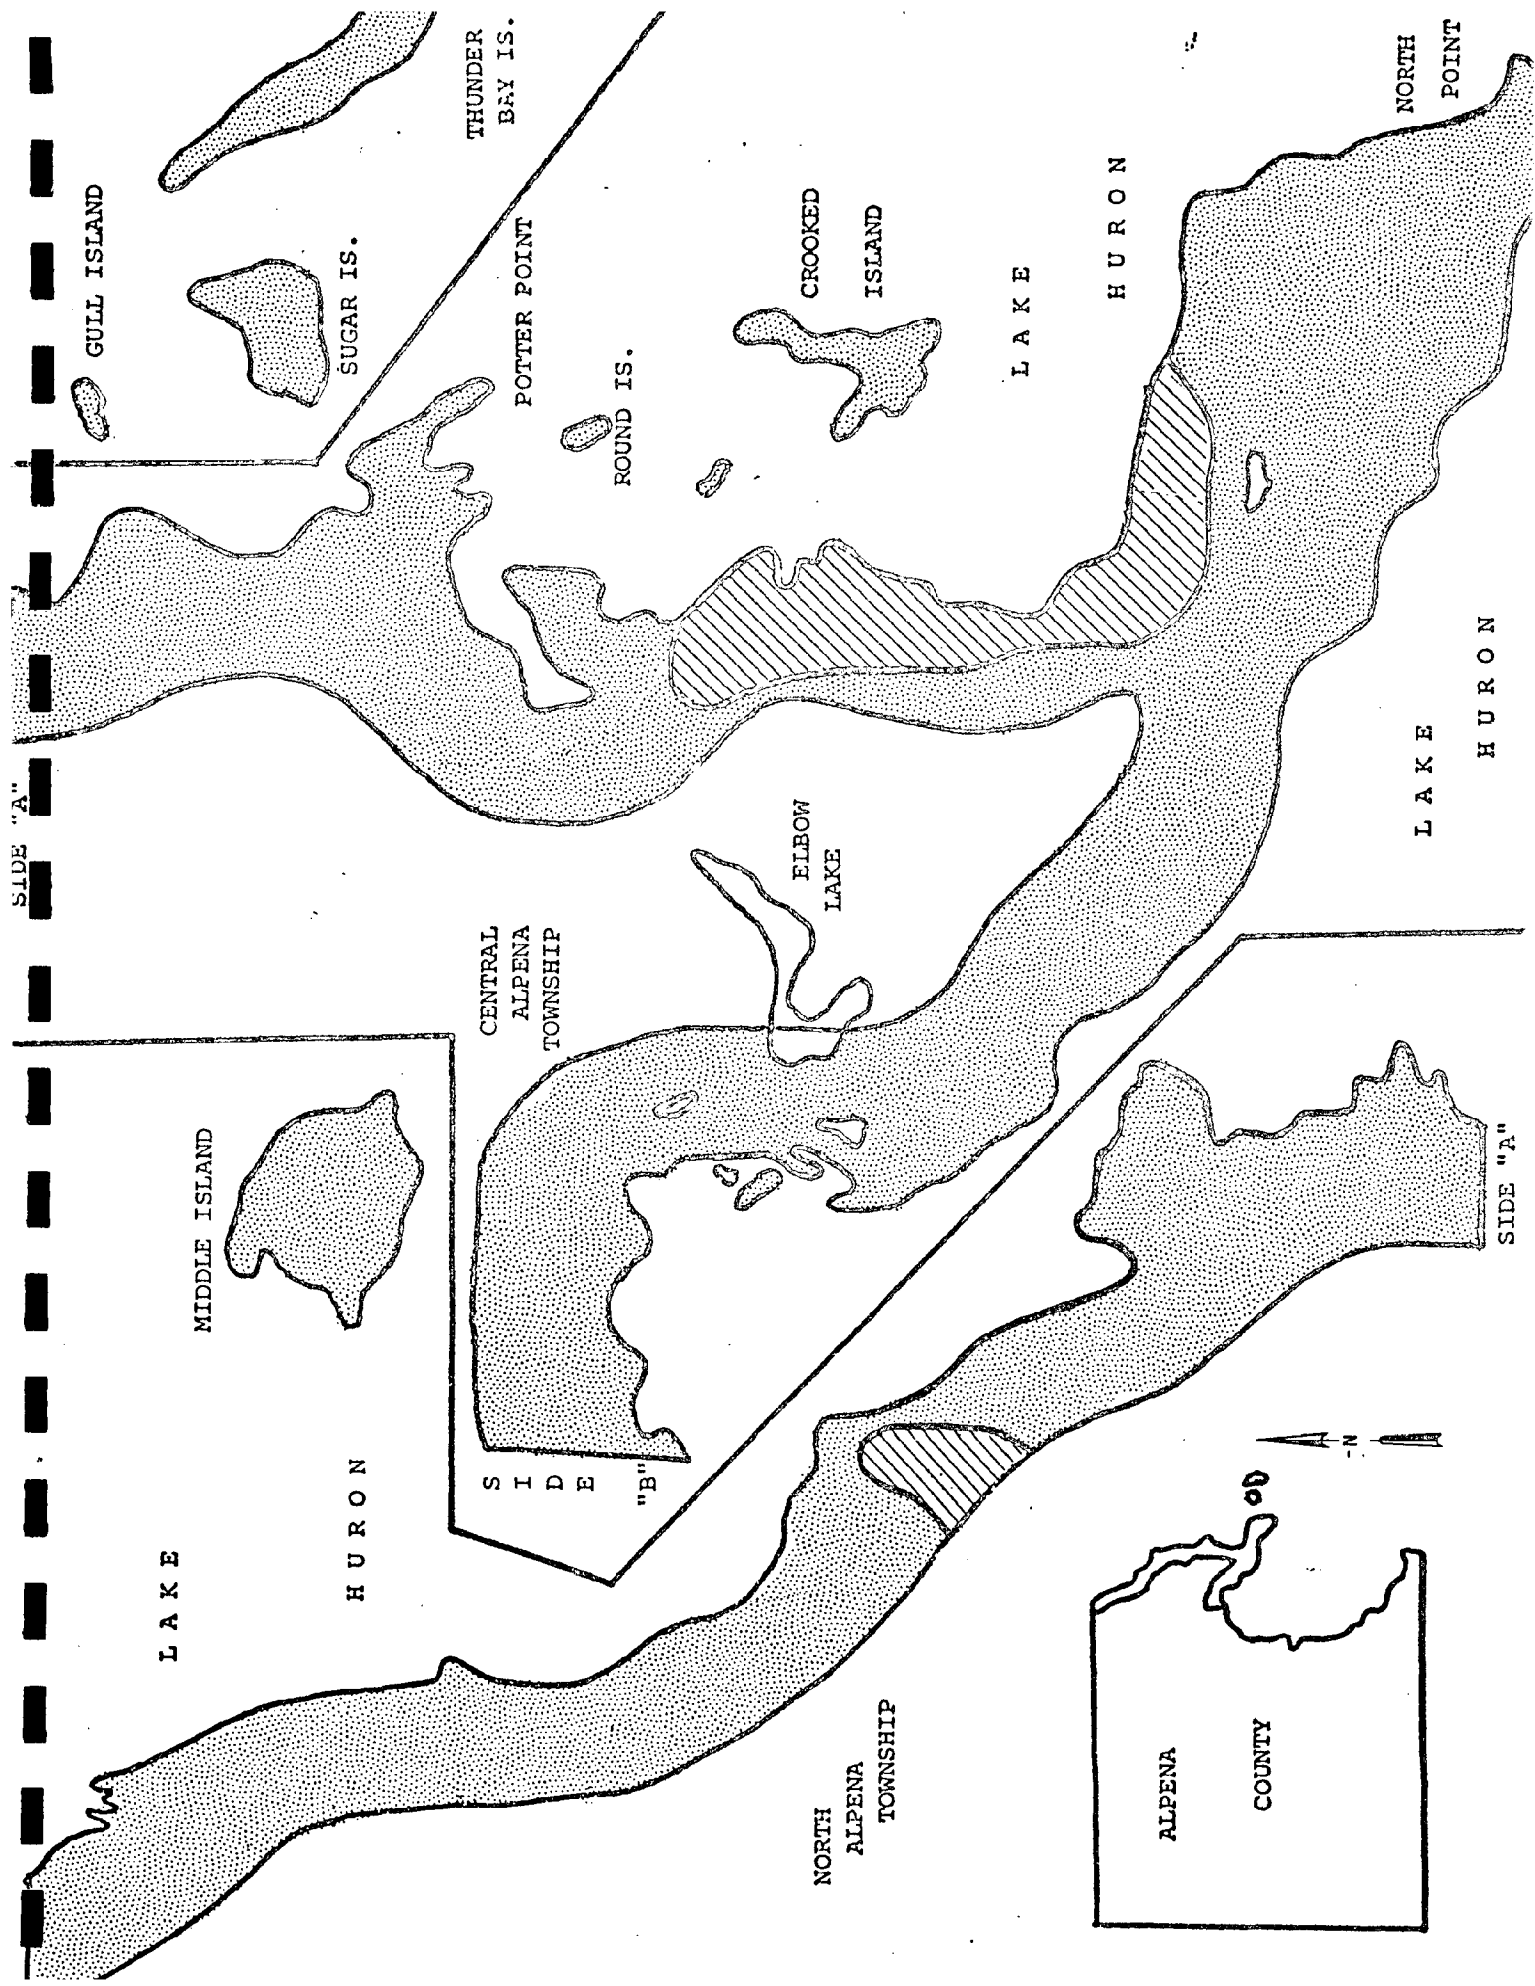 SIDE "A"
GULL ISLAND
SUGAR IS.
THUNDER
BAY IS.
POTTER POINT
ROUND IS.
CROOKED
ISLAND
LAKE
HURON
NORTH
POINT
MIDDLE ISLAND
CENTRAL
ALPENA
TOWNSHIP
ELBOW
LAKE
LAKE
HURON
LAKE
HURON
SIDE
"B"
SIDE "A"
NORTH
ALPENA
TOWNSHIP
-N
ALPENA
COUNTY